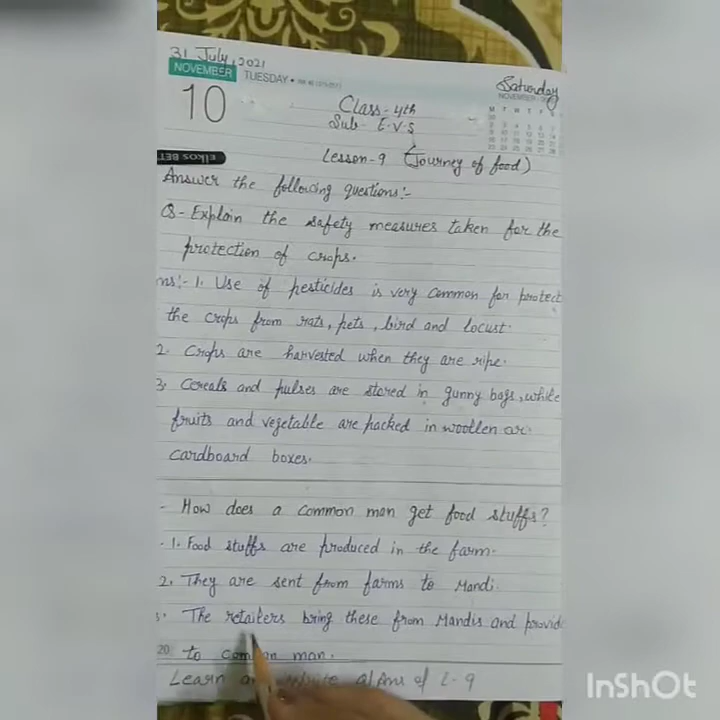 31 July, 2021
NOVEMBER TUESDAY
Saturday
NOVEMBER
10
Class - 4th
Sub - E.V.S
Lesson-9 (Journey of food)
elkos
Answer the following questions:-
Q- Explain the safety measures taken for the
protection of crops.
ns:- 1. Use of pesticides is very common for protect
the crops from rats, pets, bird and locust.
2. Crops are harvested when they are ripe.
3. Cereals and pulses are stored in gunny bags, while
fruits and vegetable are packed in woollen or
cardboard boxes.
- How does a common man get food stuffs?
1. Food stuffs are produced in the farm.
2. They are sent from farms to Mandi
The retailers bring these from Mandis and provid
20 to common man.
Learn of L-9
InShOt